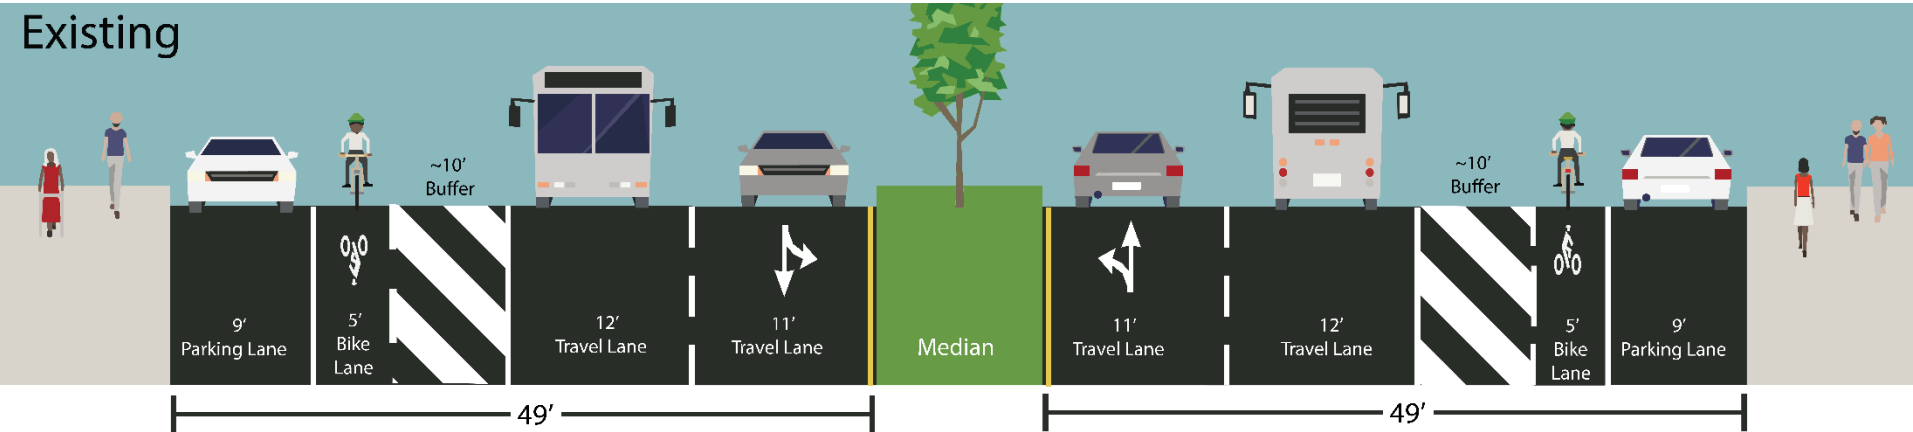 Existing
~10’
Buffer
~10’
Buffer
9’
Parking Lane
5’
Bike
Lane
12’
Travel Lane
11’
Travel Lane
Median
11’
Travel Lane
12’
Travel Lane
5’
Bike
Lane
9’
Parking Lane
49’
49’